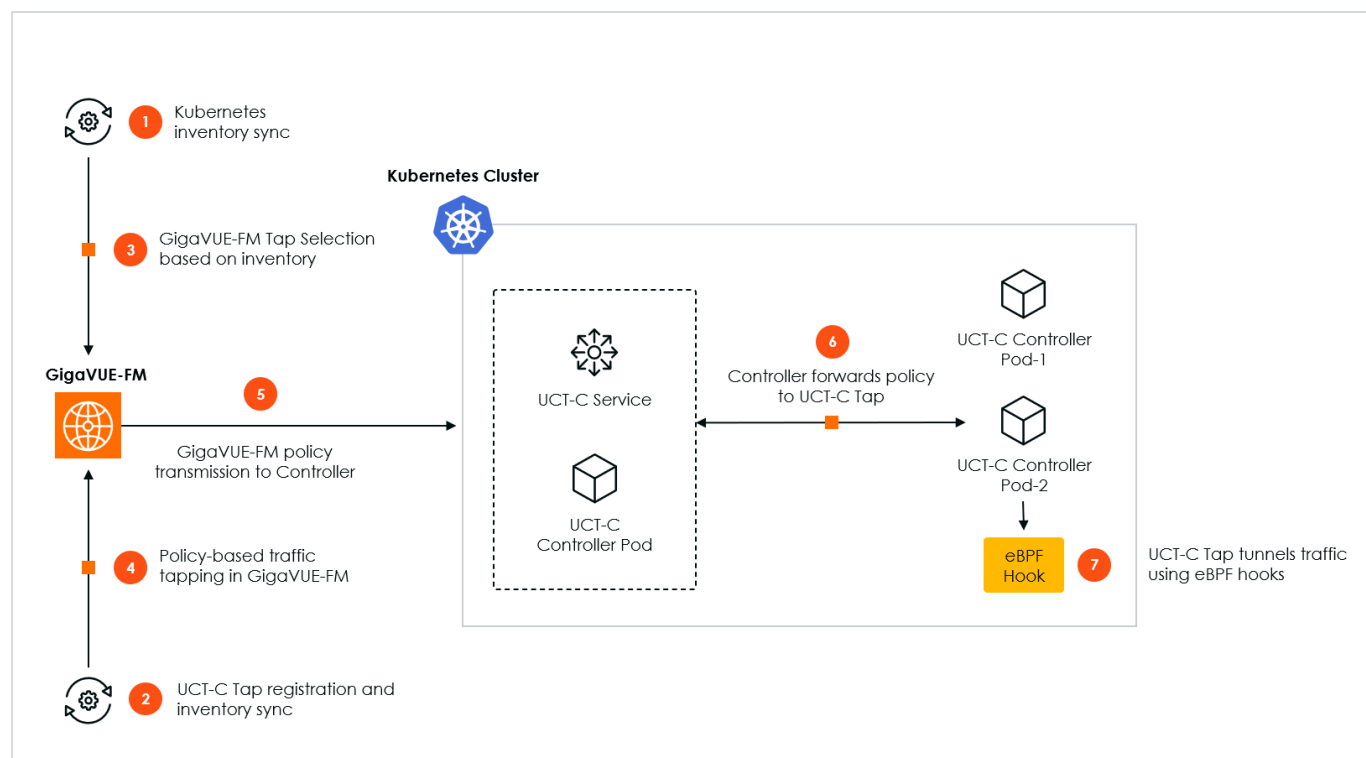 1
Kubernetes
inventory sync
Kubernetes Cluster
3
GigaVUE-FM Tap Selection
based on inventory
GigaVUE-FM
5
GigaVUE-FM policy
transmission to Controller
UCT-C Service
UCT-C
Controller Pod
6
Controller forwards policy
to UCT-C Tap
UCT-C Controller
Pod-1
UCT-C Controller
Pod-2
eBPF
Hook
7
UCT-C Tap tunnels traffic
using eBPF hooks
4
Policy-based traffic
tapping in GigaVUE-FM
2
UCT-C Tap registration and
inventory sync